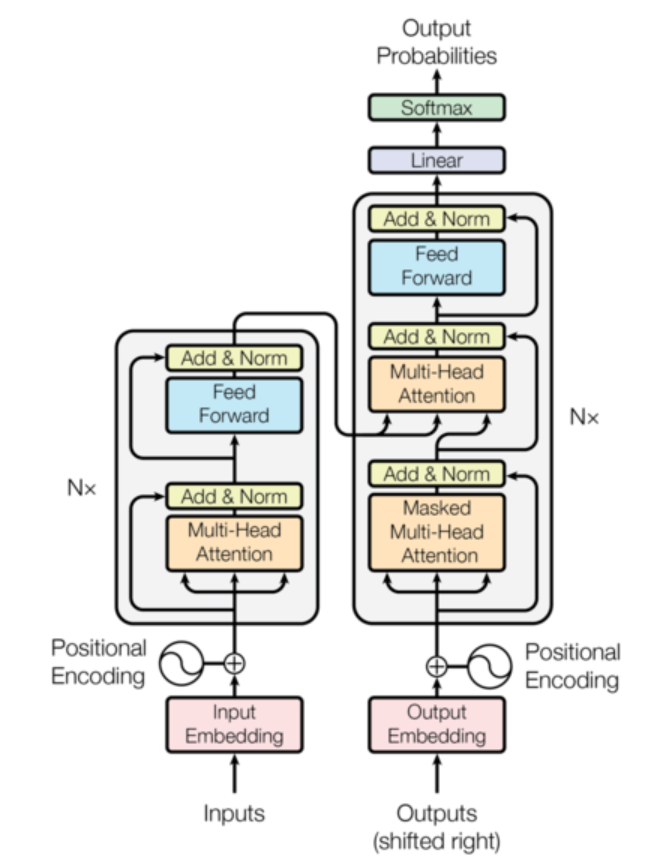 Output
Probabilities
Softmax
Linear
Add & Norm
Feed
Forward
Add & Norm
Multi-Head
Attention
Add & Norm
Masked
Multi-Head
Attention
N×
Add & Norm
Feed
Forward
Add & Norm
Multi-Head
Attention
N×
Positional
Encoding
Positional
Encoding
Input
Embedding
Output
Embedding
Inputs
Outputs
(shifted right)